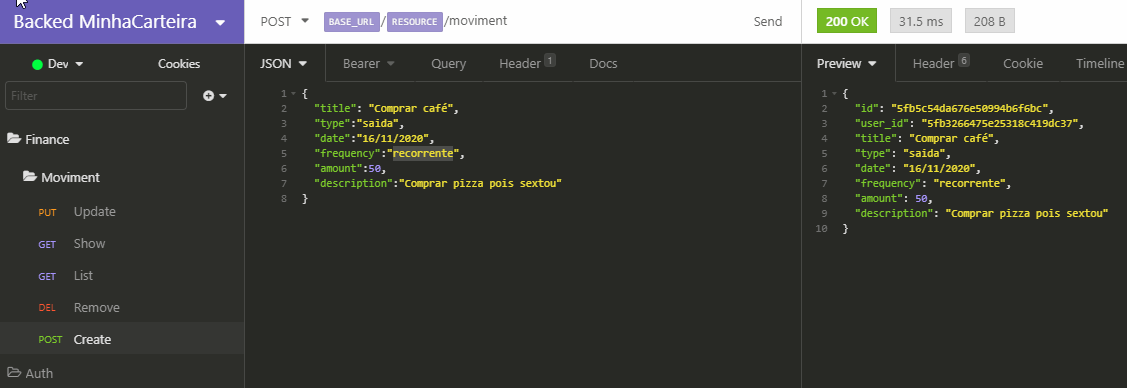 Backed MinhaCarteira
POST BASE_URL/RESOURCE/moviment Send
200 OK 31.5 ms 208 B
Dev Cookies
JSON Bearer Query Header 1 Docs
Preview Header 6 Cookie Timeline
Filter
Finance
Moviment
PUT Update
GET Show
GET List
DEL Remove
POST Create
Auth
1 {
2 "title": "Comprar café",
3 "type":"saida",
4 "date":"16/11/2020",
5 "frequency":"recorrente",
6 "amount":50,
7 "description":"Comprar pizza pois sextou"
8 }
1 {
2 "id": "5fb5c54da676e50994b6f6bc",
3 "user_id": "5fb3266475e25318c419dc37",
4 "title": "Comprar café",
5 "type": "saida",
6 "date": "16/11/2020",
7 "frequency": "recorrente",
8 "amount": 50,
9 "description": "Comprar pizza pois sextou"
10 }